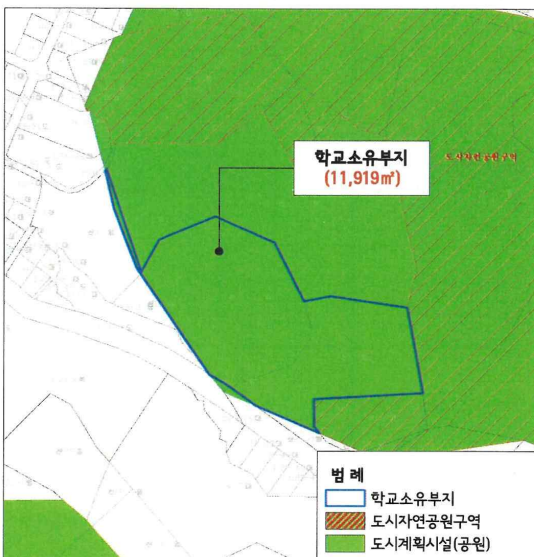 학교소유부지
(11,919㎡)
도시자연공원구역
범 례
학교소유부지
도시자연공원구역
도시계획시설(공원)